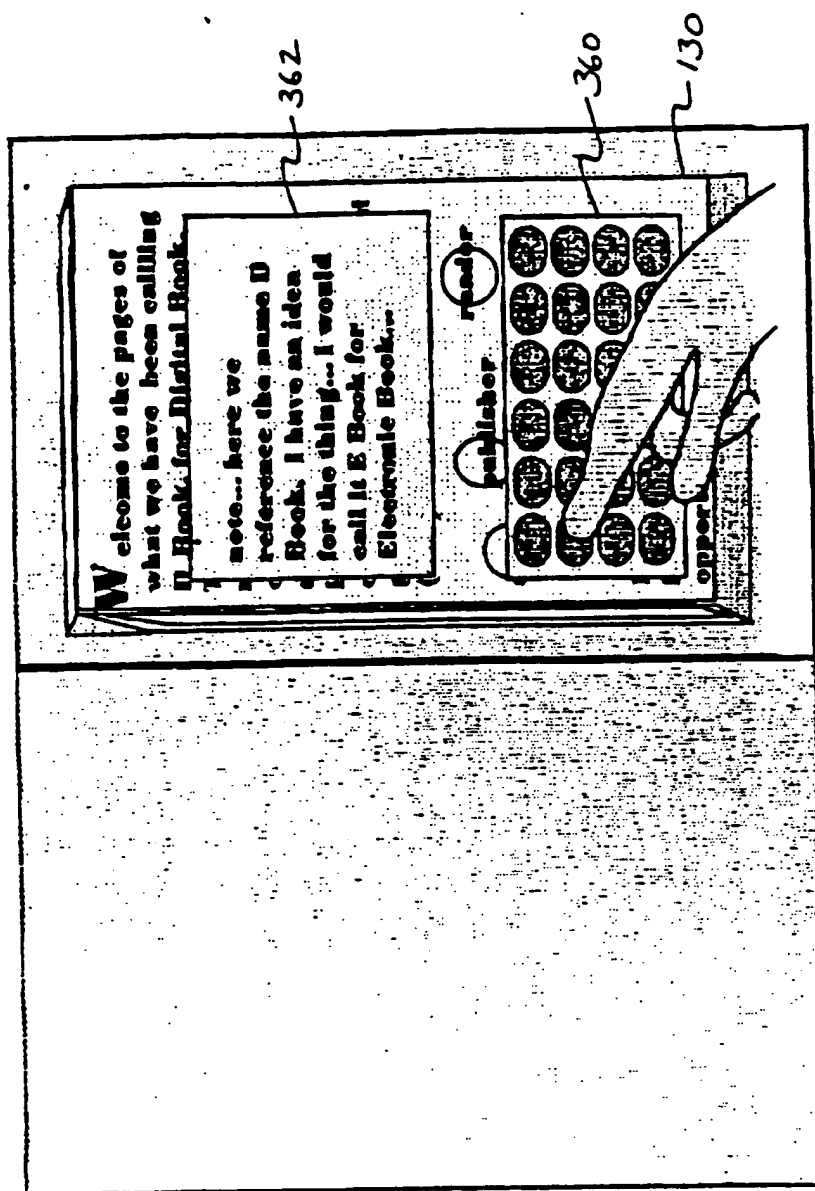 Welcome to the pages of
what we have been callling
D Book, for Digital Book.
note... here we
reference the name D
Book. I have an idea
for the thing... I would
call it E Book for
Electronic Book...
publisher
reader
opport
362
360
130